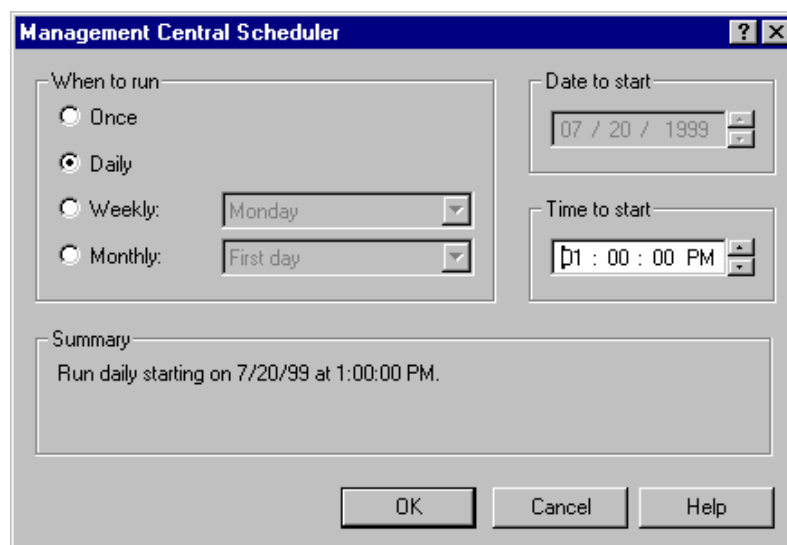 Management Central Scheduler
When to run
Once
Daily
Weekly: Monday
Monthly: First day
Date to start
07 / 20 / 1999
Time to start
01 : 00 : 00 PM
Summary
Run daily starting on 7/20/99 at 1:00:00 PM.
OK Cancel Help